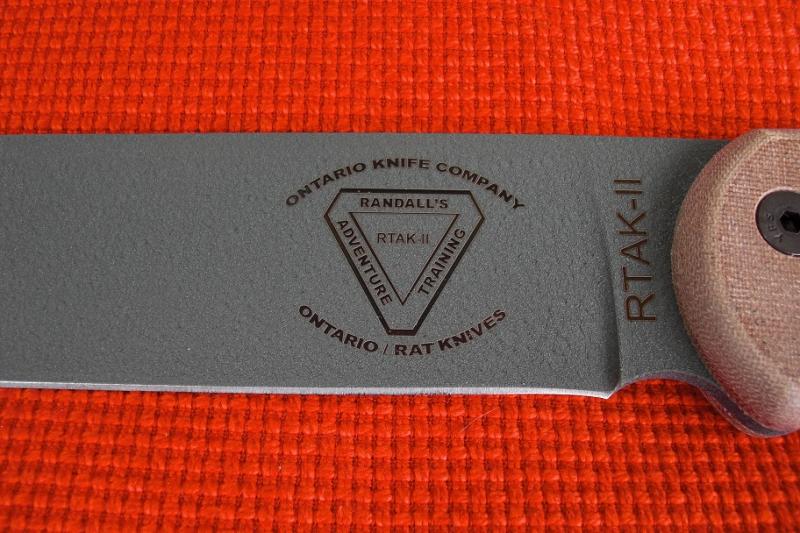 ONTARIO KNIFE COMPANY
RANDALL'S
ADVENTURE
TRAINING
RTAK-II
ONTARIO / RAT KNIVES
RTAK-II